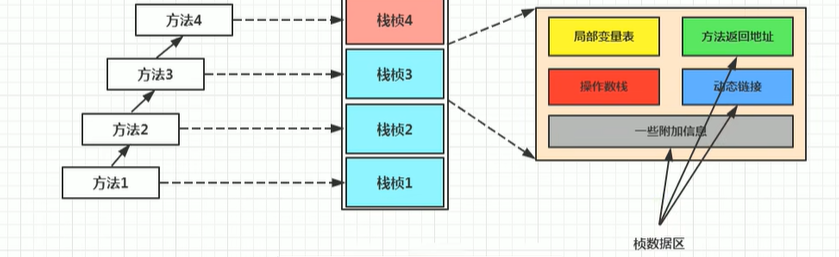 方法4
栈桢4
局部变量表
方法返回地址
方法3
栈桢3
操作数栈
动态链接
方法2
栈桢2
一些附加信息
方法1
栈桢1
桢数据区